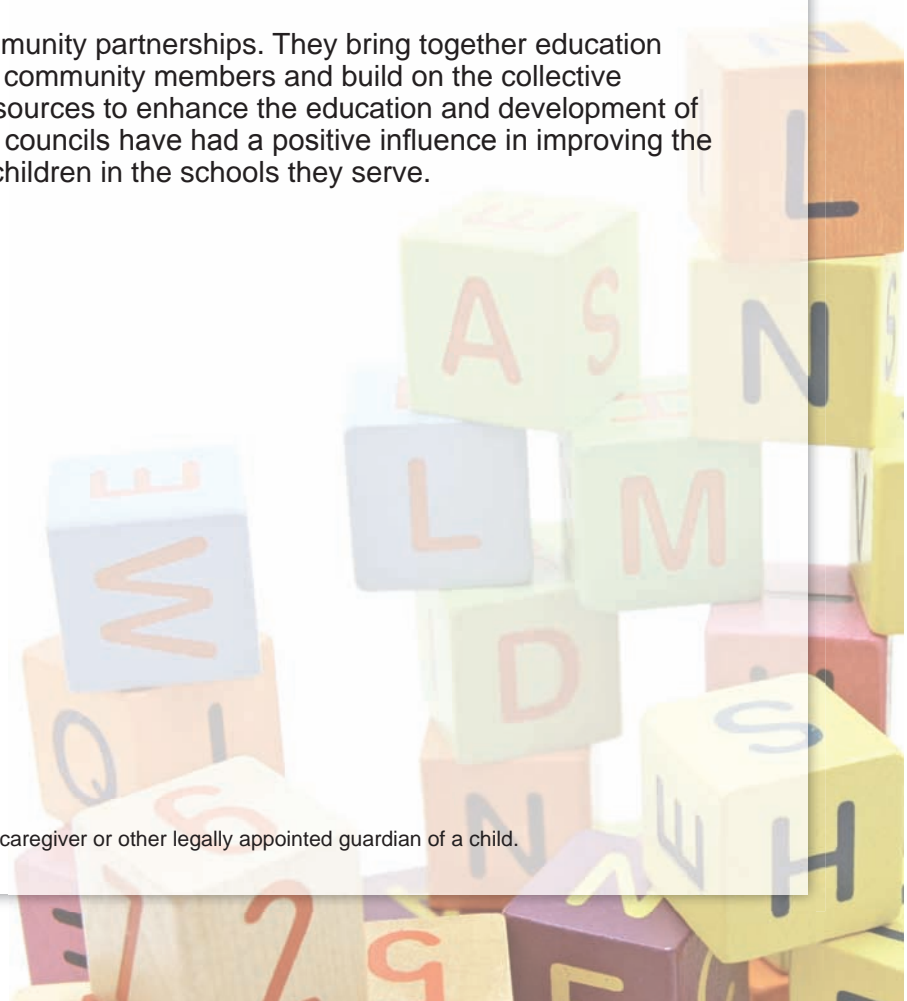 munity partnerships. They bring together education
community members and build on the collective
sources to enhance the education and development of
councils have had a positive influence in improving the
children in the schools they serve.
N
L
E
A S
N S
L M
E
W
D
Q I
S
E H
N
caregiver or other legally appointed guardian of a child.